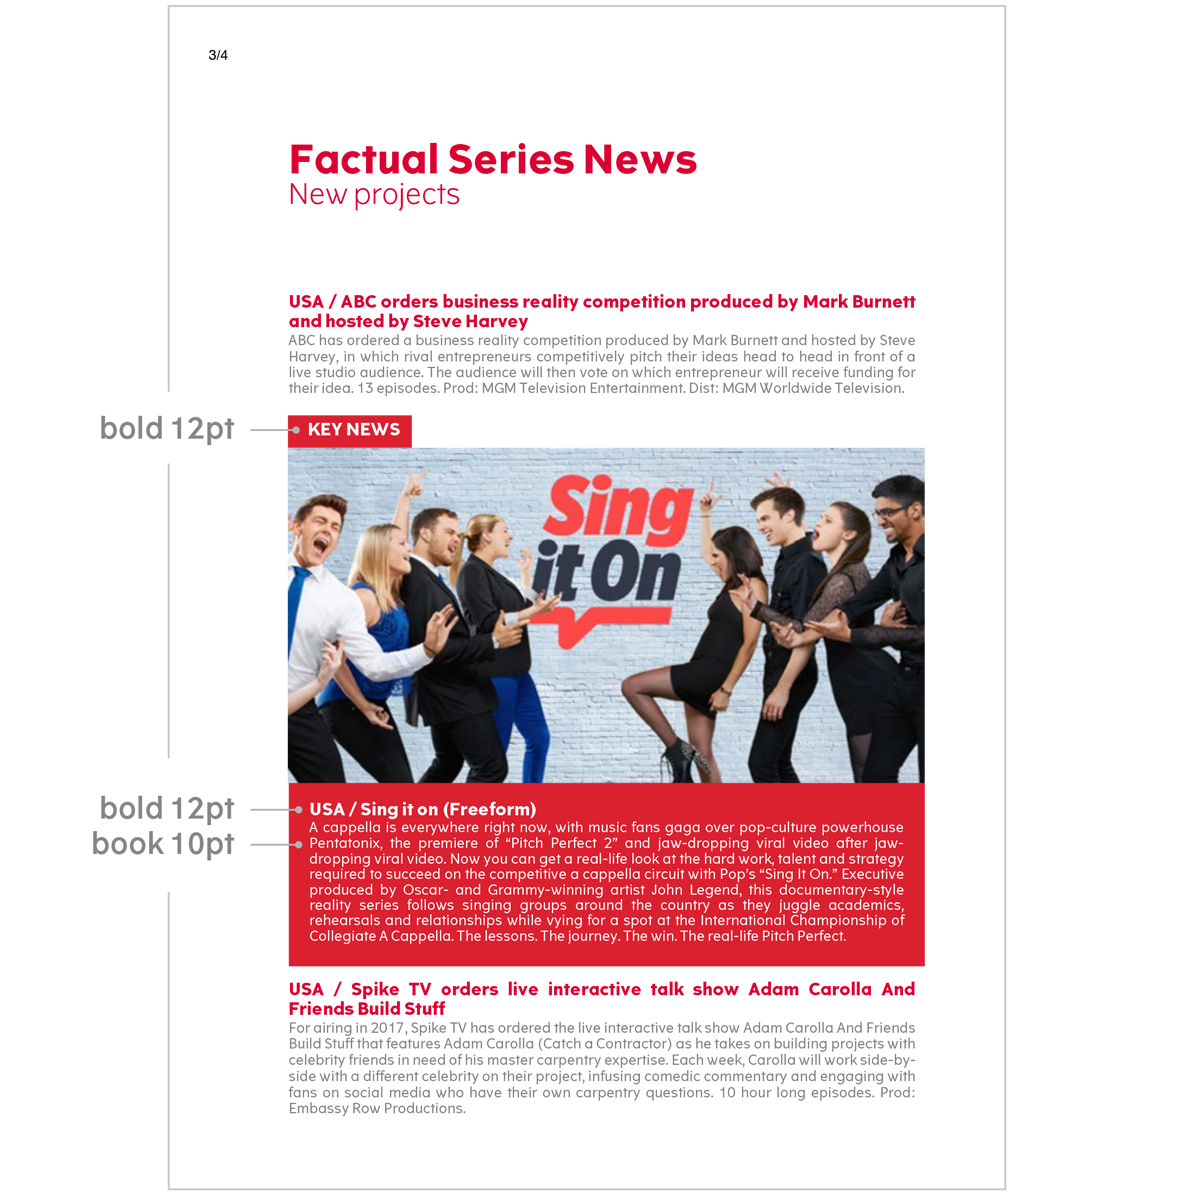 3/4
Factual Series News
New projects
USA / ABC orders business reality competition produced by Mark Burnett
and hosted by Steve Harvey
ABC has ordered a business reality competition produced by Mark Burnett and hosted by Steve
Harvey, in which rival entrepreneurs competitively pitch their ideas head to head in front of a
live studio audience. The audience will then vote on which entrepreneur will receive funding for
their idea. 13 episodes. Prod: MGM Television Entertainment. Dist: MGM Worldwide Television.
bold 12pt
KEY NEWS
Sing
it On
bold 12pt
USA / Sing it on (Freeform)
book 10pt
A cappella is everywhere right now, with music fans gaga over pop-culture powerhouse
Pentatonix, the premiere of “Pitch Perfect 2” and jaw-dropping viral video after jaw-
dropping viral video. Now you can get a real-life look at the hard work, talent and strategy
required to succeed on the competitive a cappella circuit with Pop’s “Sing It On.” Executive
produced by Oscar- and Grammy-winning artist John Legend, this documentary-style
reality series follows singing groups around the country as they juggle academics,
rehearsals and relationships while vying for a spot at the International Championship of
Collegiate A Cappella. The lessons. The journey. The win. The real-life Pitch Perfect.
USA / Spike TV orders live interactive talk show Adam Carolla And
Friends Build Stuff
For airing in 2017, Spike TV has ordered the live interactive talk show Adam Carolla And Friends
Build Stuff that features Adam Carolla (Catch a Contractor) as he takes on building projects with
celebrity friends in need of his master carpentry expertise. Each week, Carolla will work side-by-
side with a different celebrity on their project, infusing comedic commentary and engaging with
fans on social media who have their own carpentry questions. 10 hour long episodes. Prod:
Embassy Row Productions.